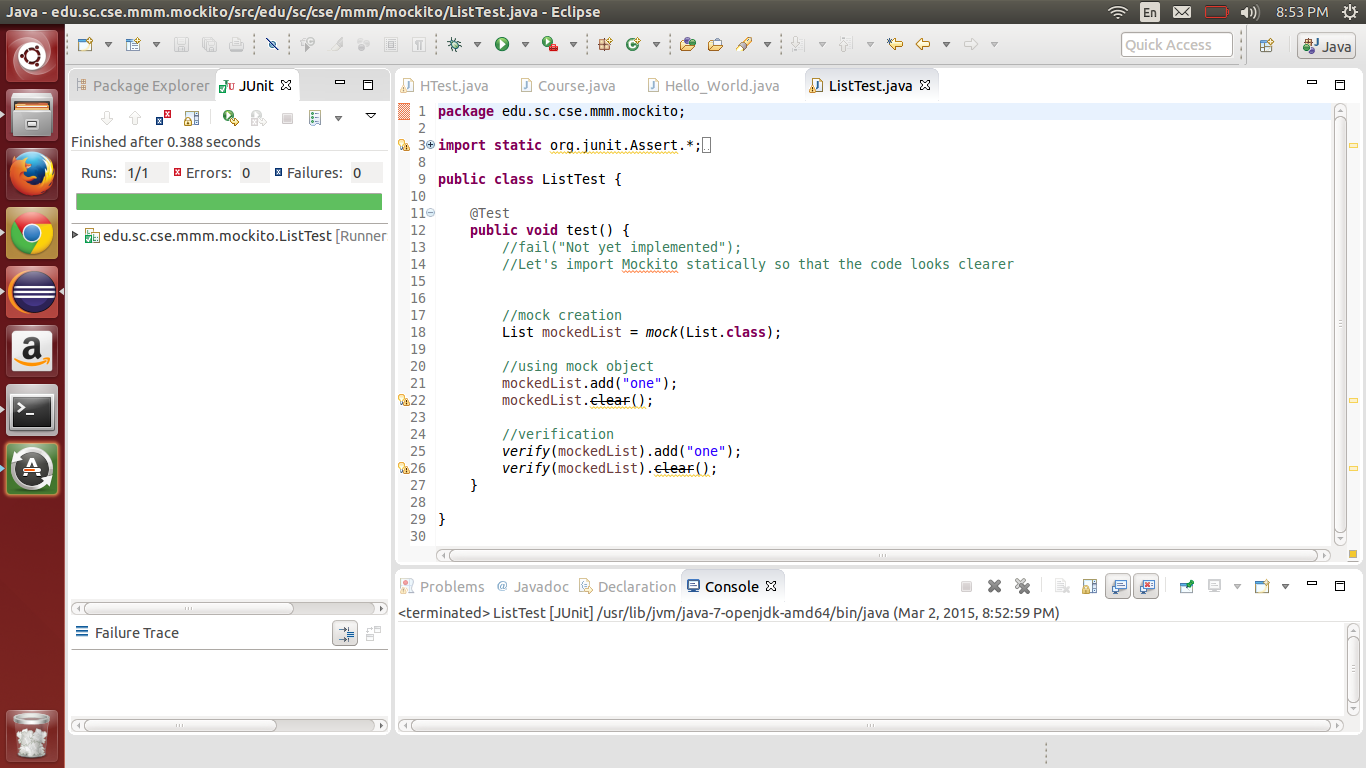 Java - edu.sc.cse.mmm.mockito/src/edu/sc/cse/mmm/mockito/ListTest.java - Eclipse
En
8:53 PM
Quick Access
Java
Package Explorer
JUnit
Finished after 0.388 seconds
Runs: 1/1
Errors: 0
Failures: 0
edu.sc.cse.mmm.mockito.ListTest [Runner
Failure Trace
HTest.java
Course.java
Hello_World.java
ListTest.java
1 package edu.sc.cse.mmm.mockito;
2
3 import static org.junit.Assert.*;
8
9 public class ListTest {
10
11 @Test
12 public void test() {
13 //fail("Not yet implemented");
14 //Let's import Mockito statically so that the code looks clearer
15
16
17 //mock creation
18 List mockedList = mock(List.class);
19
20 //using mock object
21 mockedList.add("one");
22 mockedList.clear();
23
24 //verification
25 verify(mockedList).add("one");
26 verify(mockedList).clear();
27 }
28
29 }
30
Problems
@ Javadoc
Declaration
Console
<terminated> ListTest [JUnit] /usr/lib/jvm/java-7-openjdk-amd64/bin/java (Mar 2, 2015, 8:52:59 PM)